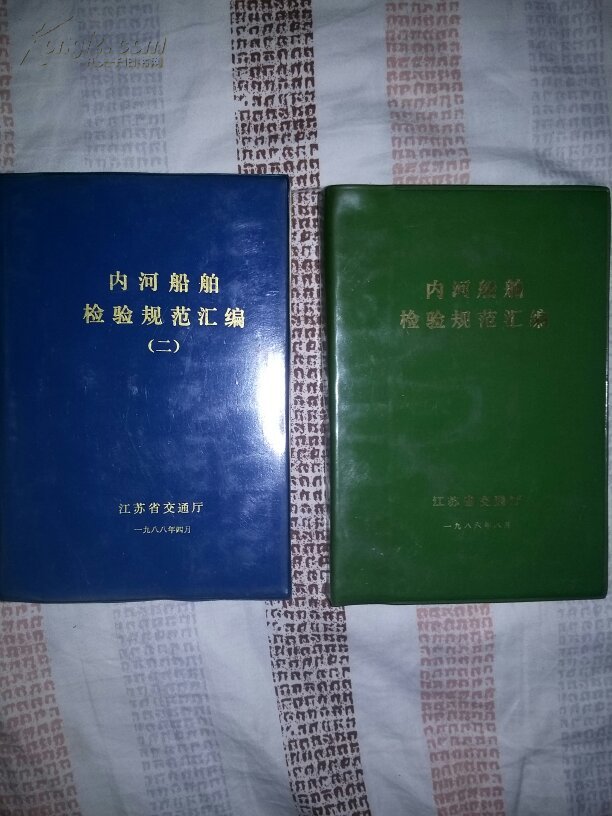 内河船舶
检验规范汇编
（二）
江苏省交通厅
一九八八年四月
内河船舶
检验规范汇编
江苏省交通厅